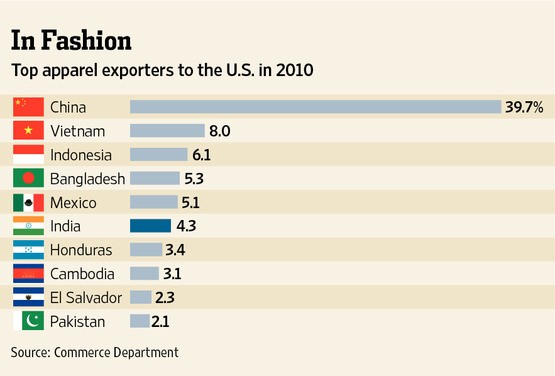 In Fashion
Top apparel exporters to the U.S. in 2010
China 39.7%
Vietnam 8.0
Indonesia 6.1
Bangladesh 5.3
Mexico 5.1
India 4.3
Honduras 3.4
Cambodia 3.1
El Salvador 2.3
Pakistan 2.1
Source: Commerce Department